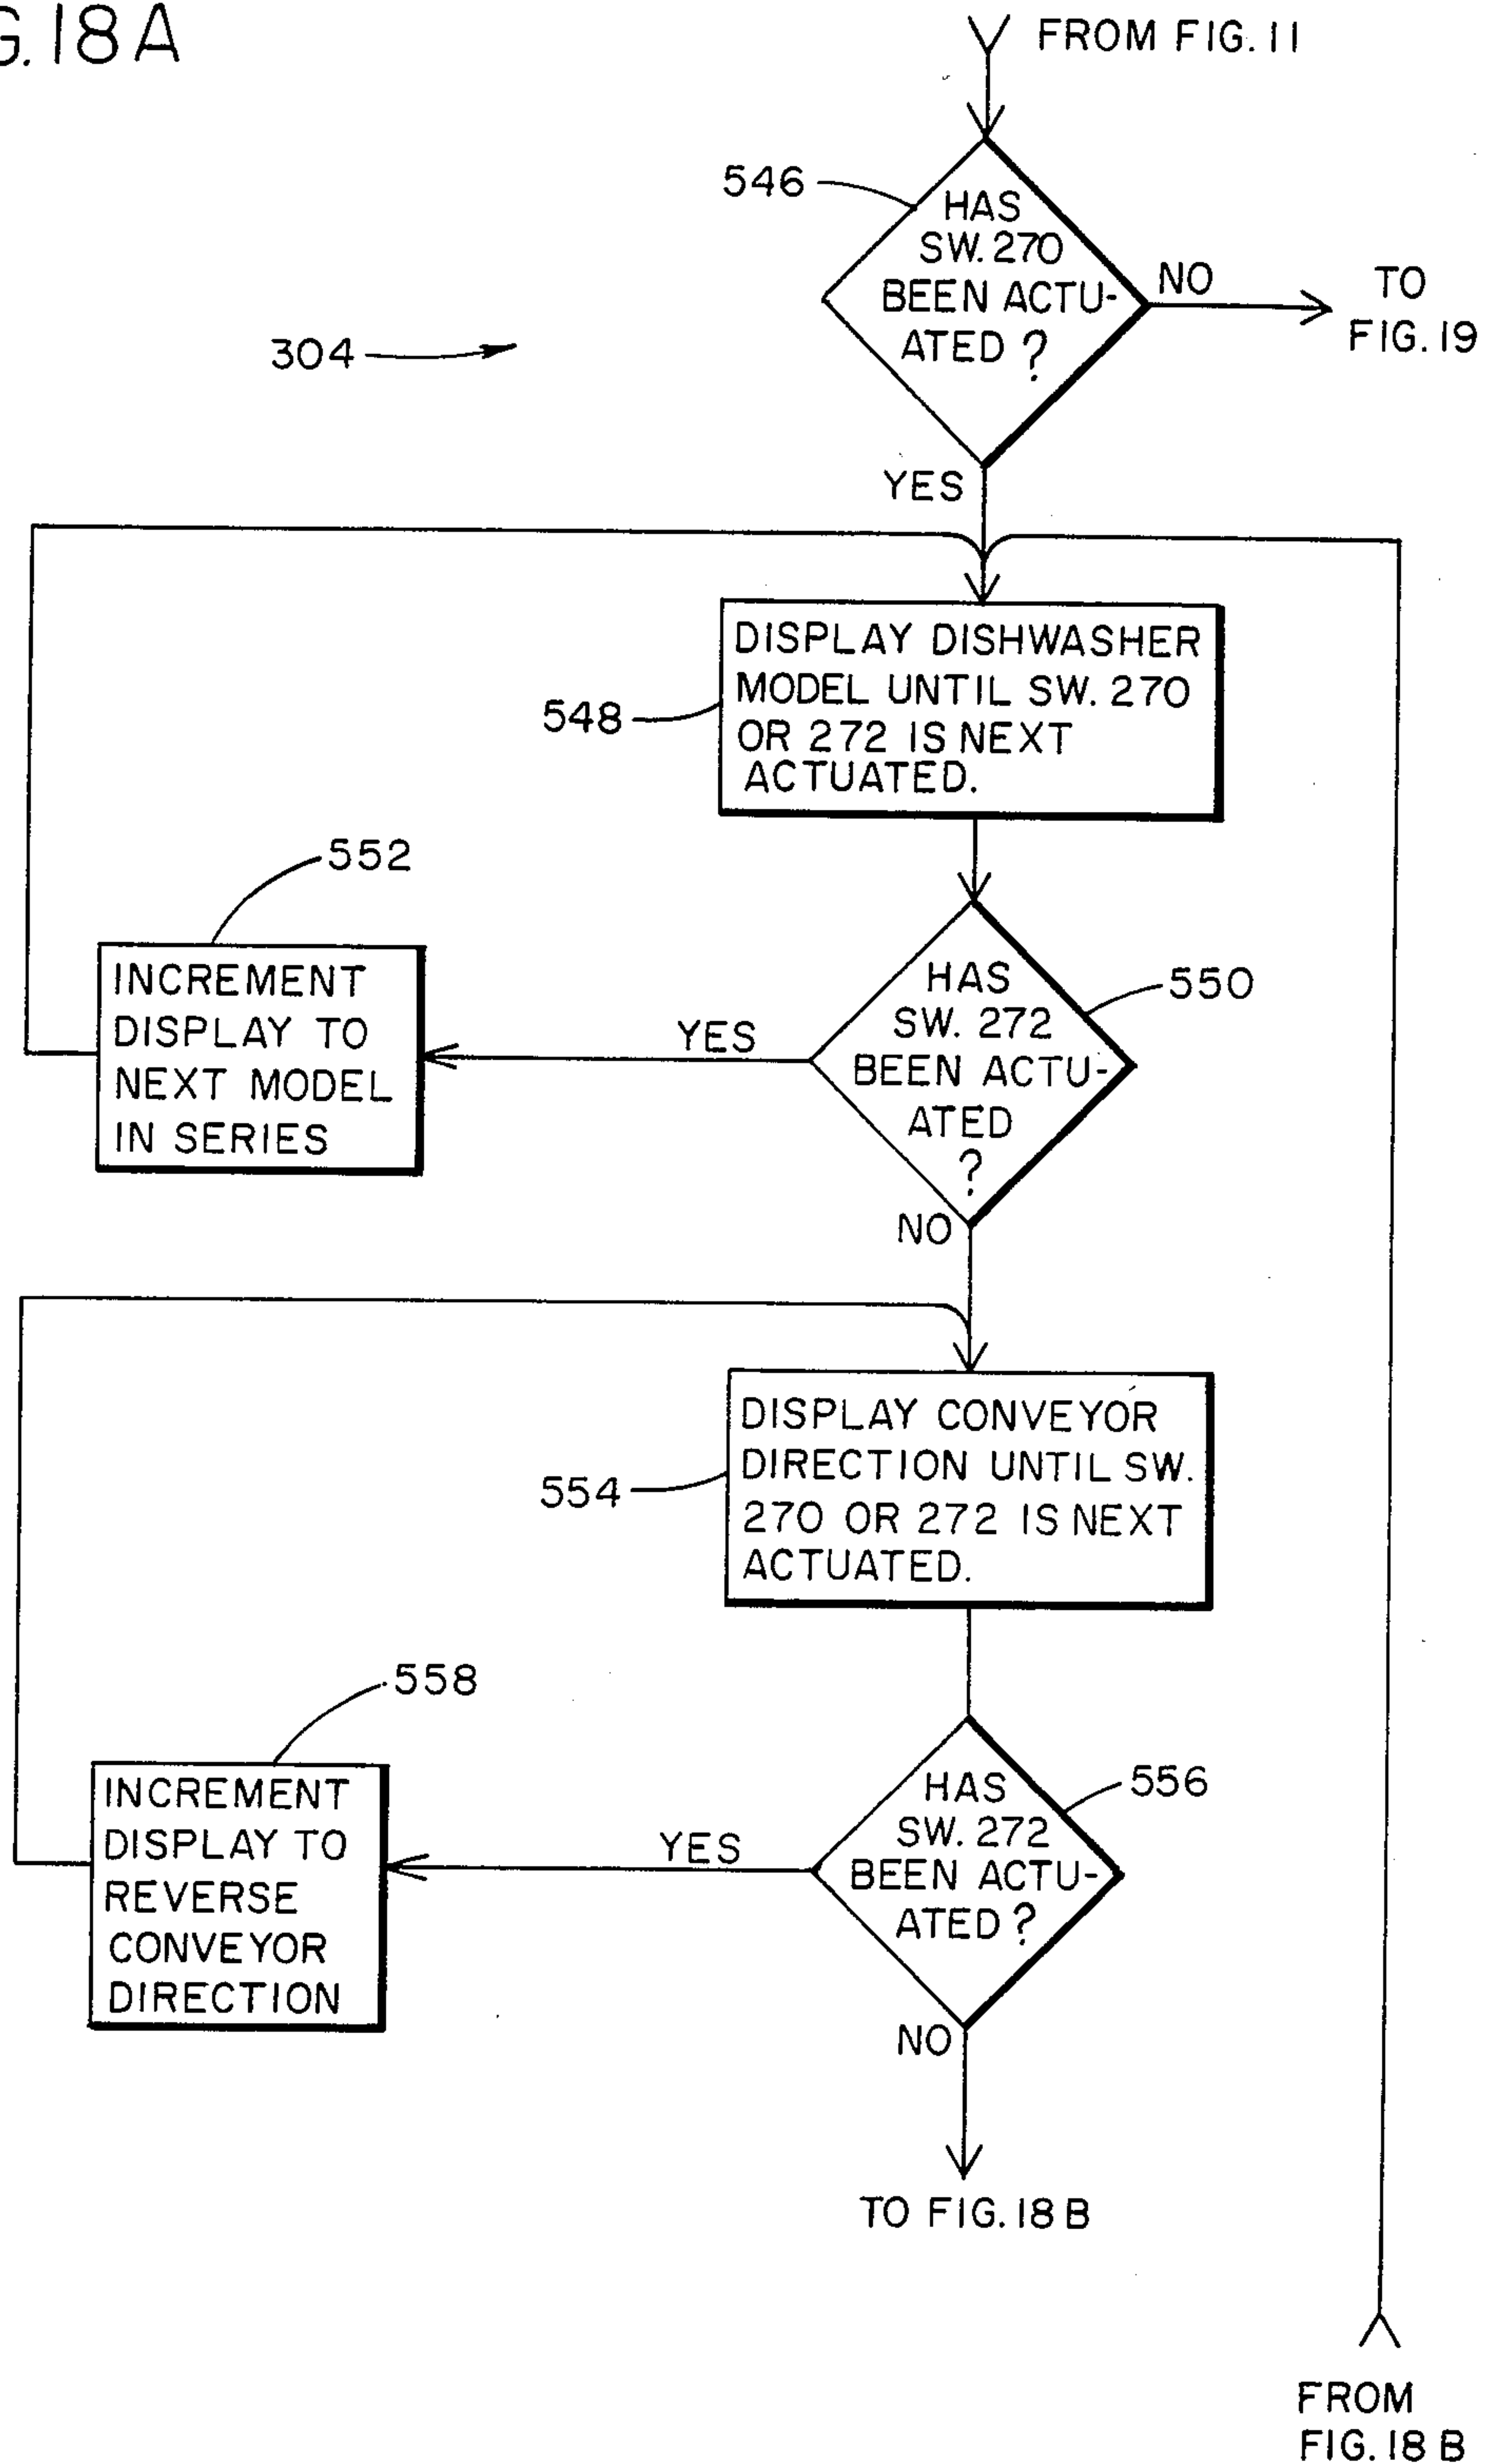 G. 18A
FROM FIG. 11
546
HAS
SW. 270
BEEN ACTU-
ATED ?
NO
TO
FIG. 19
304
YES
DISPLAY DISHWASHER
MODEL UNTIL SW. 270
OR 272 IS NEXT
ACTUATED.
548
552
INCREMENT
DISPLAY TO
NEXT MODEL
IN SERIES
YES
HAS
SW. 272
BEEN ACTU-
ATED
?
550
NO
DISPLAY CONVEYOR
DIRECTION UNTIL SW.
270 OR 272 IS NEXT
ACTUATED.
554
558
INCREMENT
DISPLAY TO
REVERSE
CONVEYOR
DIRECTION
YES
HAS
SW. 272
BEEN ACTU-
ATED ?
556
NO
TO FIG. 18 B
FROM
FIG. 18 B